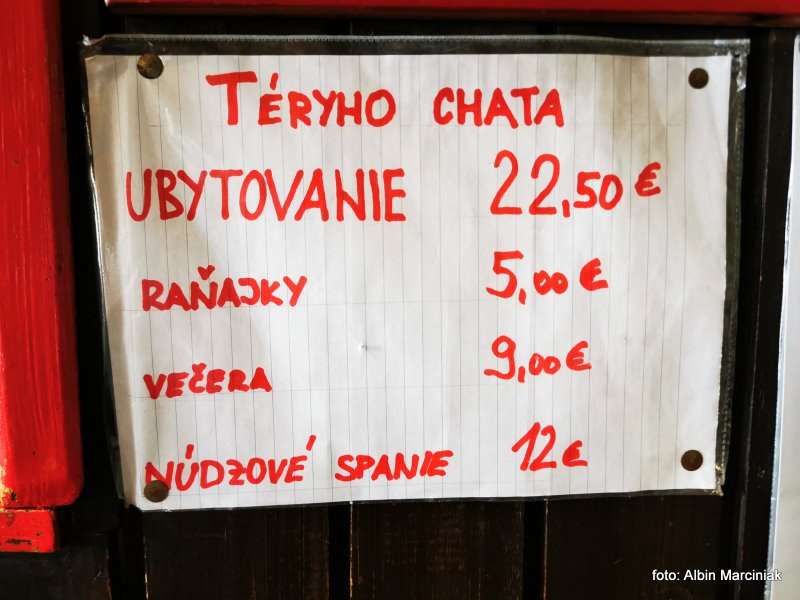 TÉRYHO CHATA
UBYTOVANIE 22,50 €
RAŇAJKY 5,00 €
VEČERA 9,00 €
NÚDZOVÉ SPANIE 12 €
foto: Albin Marciniak